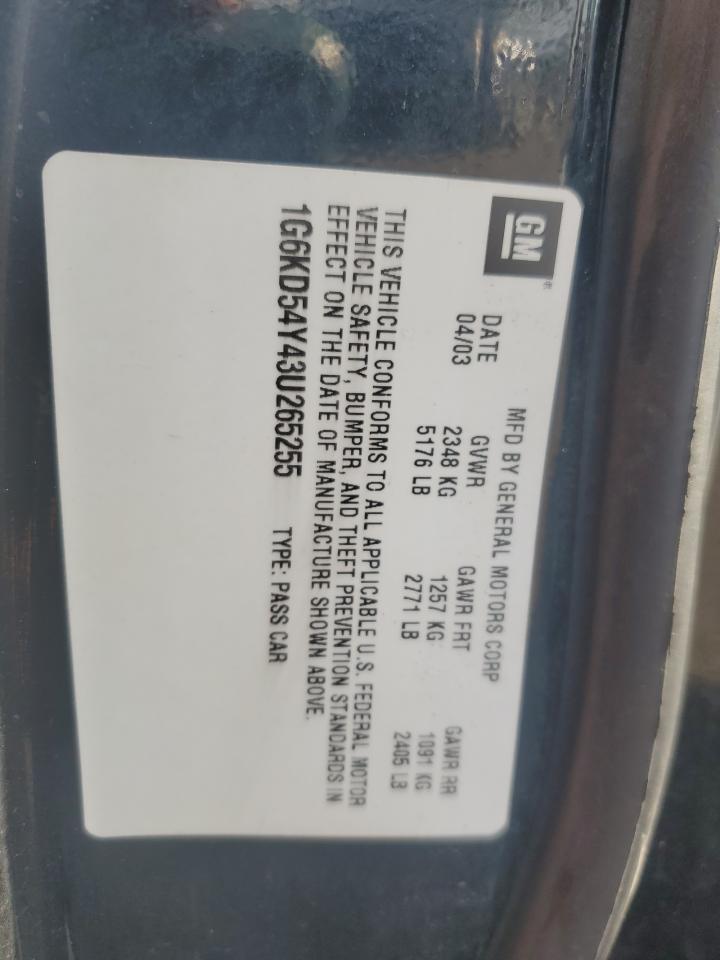 GM®
MFD BY GENERAL MOTORS CORP
DATE GVWR GAWR FRT GAWR RR
04/03 2348 KG 1257 KG 1091 KG
5176 LB 2771 LB 2405 LB
THIS VEHICLE CONFORMS TO ALL APPLICABLE U.S. FEDERAL MOTOR
VEHICLE SAFETY, BUMPER, AND THEFT PREVENTION STANDARDS IN
EFFECT ON THE DATE OF MANUFACTURE SHOWN ABOVE.
1G6KD54Y43U265255 TYPE: PASS CAR